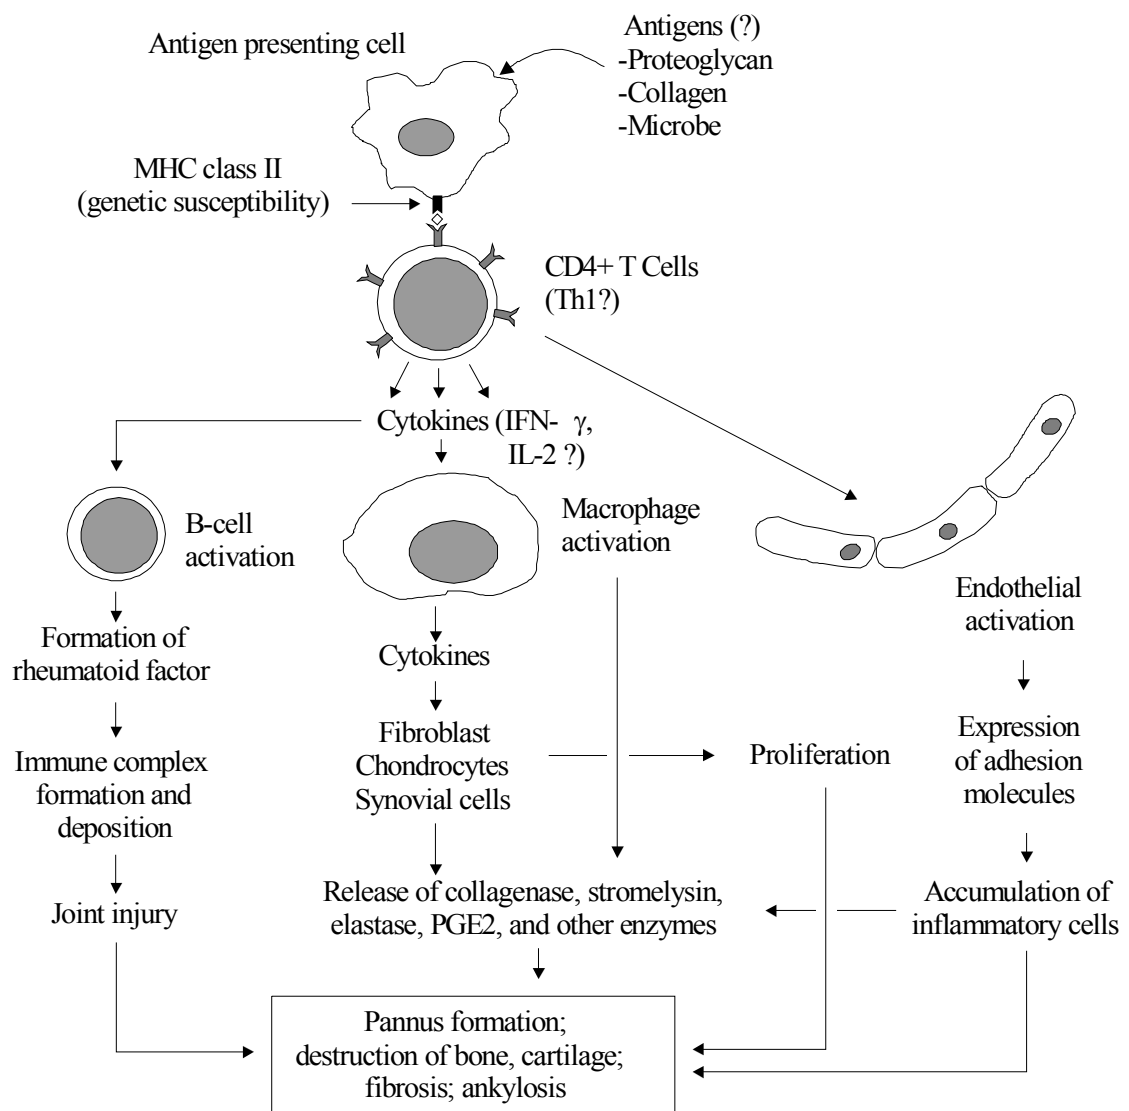 Antigen presenting cell
Antigens (?)
-Proteoglycan
-Collagen
-Microbe
MHC class II
(genetic susceptibility)
CD4+ T Cells
(Th1?)
Cytokines (IFN- γ,
IL-2 ?)
B-cell
activation
Macrophage
activation
Endothelial
activation
Formation of
rheumatoid factor
Cytokines
Immune complex
formation and
deposition
Fibroblast
Chondrocytes
Synovial cells
Proliferation
Expression
of adhesion
molecules
Joint injury
Release of collagenase, stromelysin,
elastase, PGE2, and other enzymes
Accumulation of
inflammatory cells
Pannus formation;
destruction of bone, cartilage;
fibrosis; ankylosis